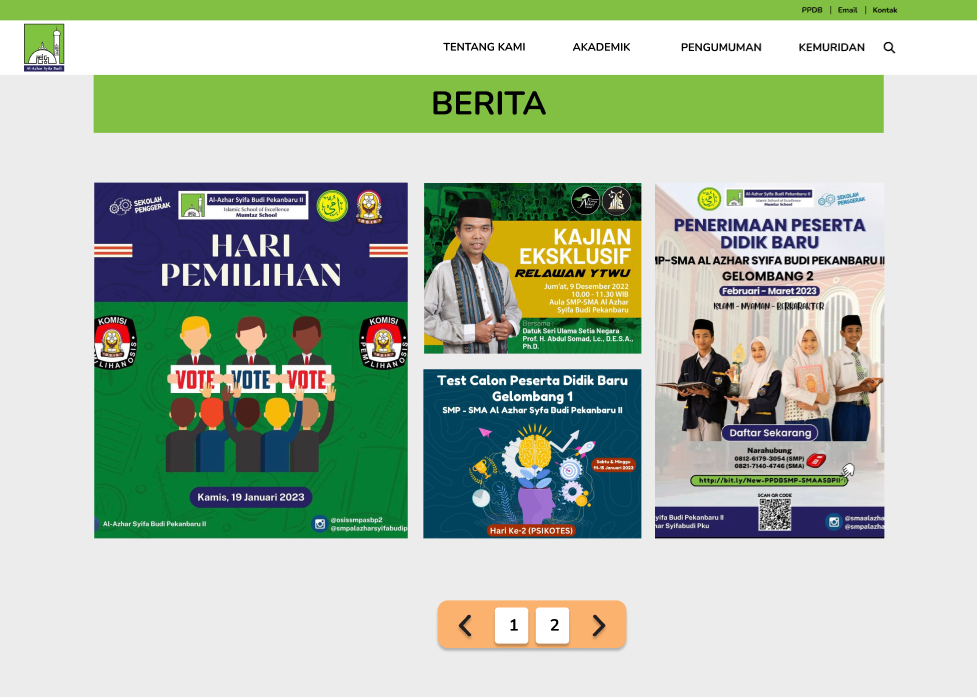 PPDB | Email | Kontak
Al-Azhar Syifa Budi
TENTANG KAMI AKADEMIK PENGUMUMAN KEMURIDAN
BERITA
SEKOLAH
PENGGERAK
Al-Azhar Syifa Budi Pekanbaru II
Islamic School of Excellence
Mumtaz School
HARI
PEMILIHAN
KOMISI
KOMISI
VOTE VOTE VOTE
Kamis, 19 Januari 2023
Al-Azhar Syifa Budi Pekanbaru II
@osissmpasbp2
@smpalazharsyifabudip
KAJIAN
EKSKLUSIF
RELAWAN YTWU
Jum'at, 9 Desember 2022
10.00 - 11.30 WIB
Aula SMP-SMA Al Azhar
Syifa Budi Pekanbaru
Bersama :
Datuk Seri Ulama Setia Negara
Prof. H. Abdul Somad, Lc., D.E.S.A.,
Ph.D.
Test Calon Peserta Didik Baru
Gelombang 1
SMP - SMA Al Azhar Syfa Budi Pekanbaru II
Sabtu & Minggu
14-15 Januari 2023
Hari Ke-2 (PSIKOTES)
Al-Azhar Syifa Budi Pekanbaru II
Islamic School of Excellence
Mumtaz School
SEKOLAH
PENGGERAK
PENERIMAAN PESERTA
DIDIK BARU
MP-SMA AL AZHAR SYIFA BUDI PEKANBARU II
GELOMBANG 2
Februari - Maret 2023
ISLAMI - NYAMAN - BERKARAKTER
Daftar Sekarang
Narahubung
0812-6179-3054 (SMP)
0821-7140-4746 (SMA)
http://bit.ly/New-PPDBSMP-SMAASBPII
SCAN QR CODE
yifa Budi Pekanbaru II
har Syifabudi Pku
@smaalazha
@smpalazha
1 2